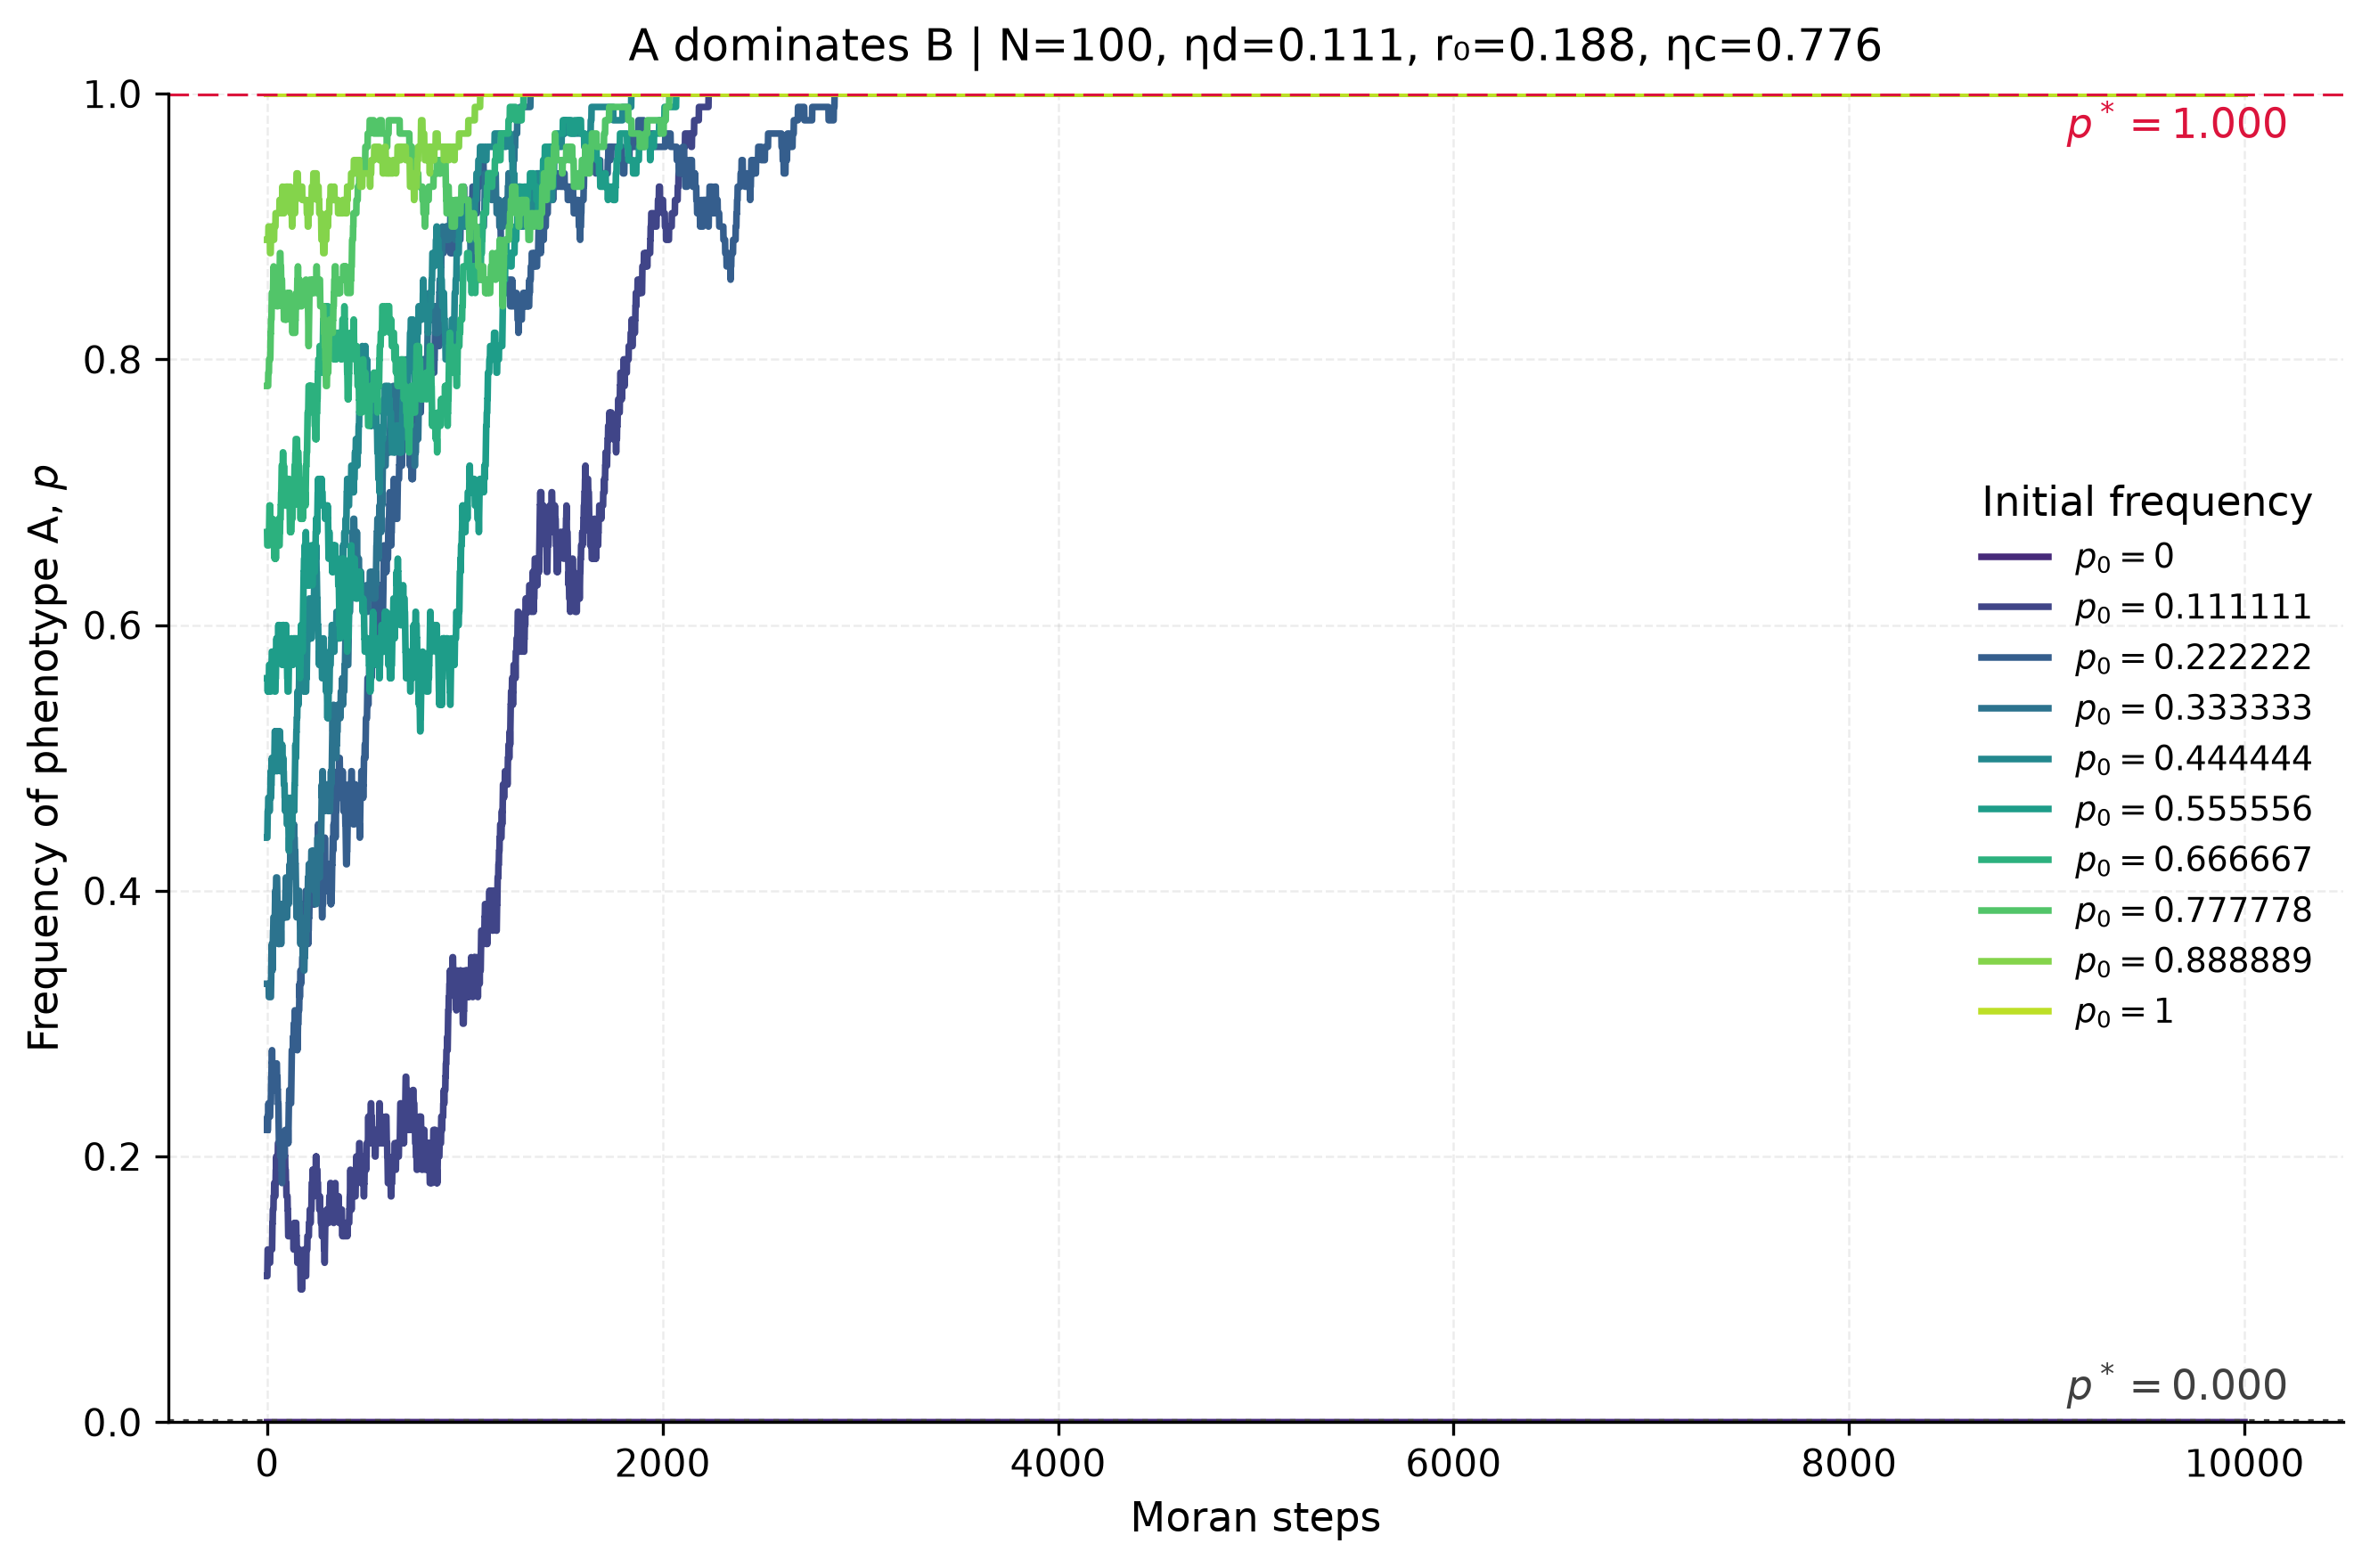 A dominates B | N=100, ηd=0.111, r₀=0.188, ηc=0.776
1.0
0.8
0.6
0.4
0.2
0.0
Frequency of phenotype A, p
p* = 1.000
Initial frequency
p₀ = 0
p₀ = 0.111111
p₀ = 0.222222
p₀ = 0.333333
p₀ = 0.444444
p₀ = 0.555556
p₀ = 0.666667
p₀ = 0.777778
p₀ = 0.888889
p₀ = 1
p* = 0.000
0 2000 4000 6000 8000 10000
Moran steps